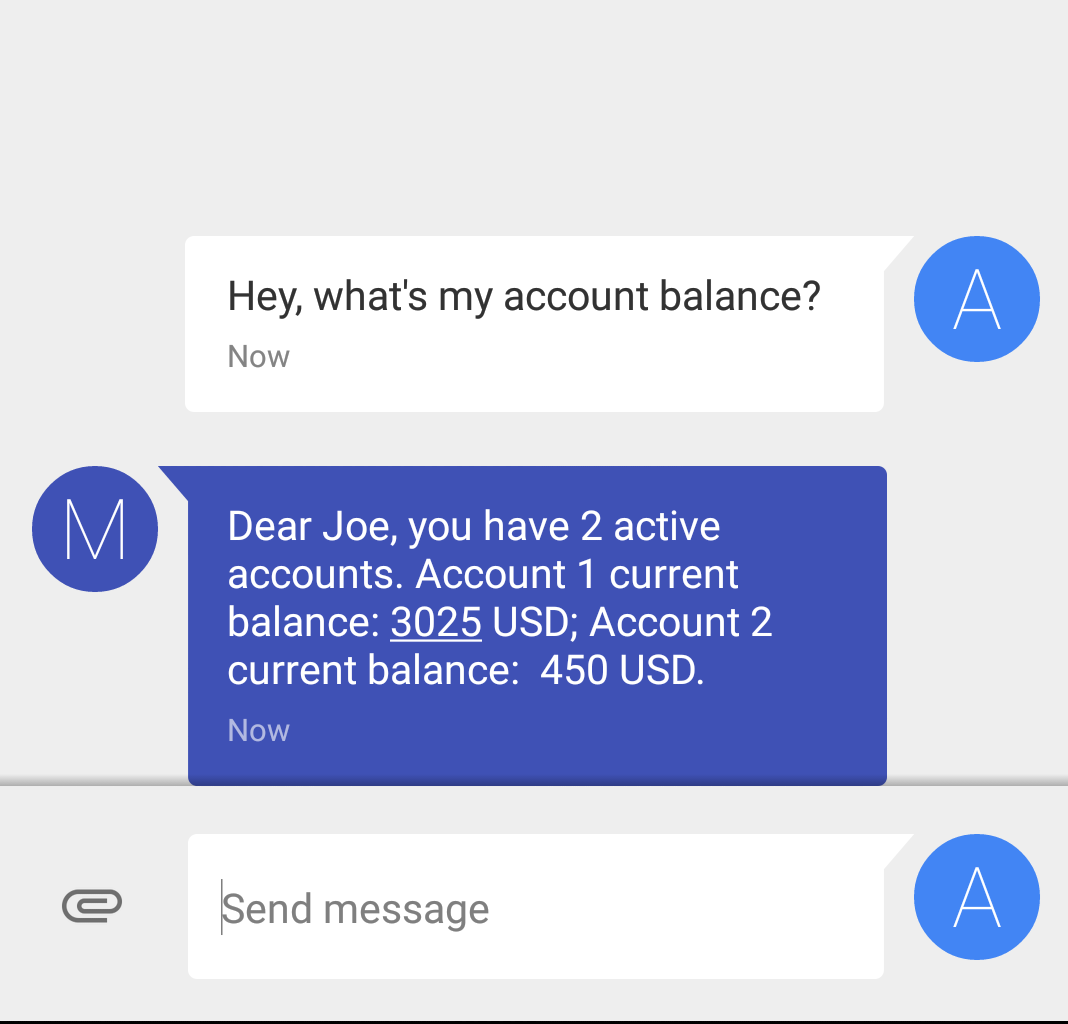 Hey, what's my account balance?
Now
A
M
Dear Joe, you have 2 active
accounts. Account 1 current
balance: 3025 USD; Account 2
current balance:  450 USD.
Now
Send message
A